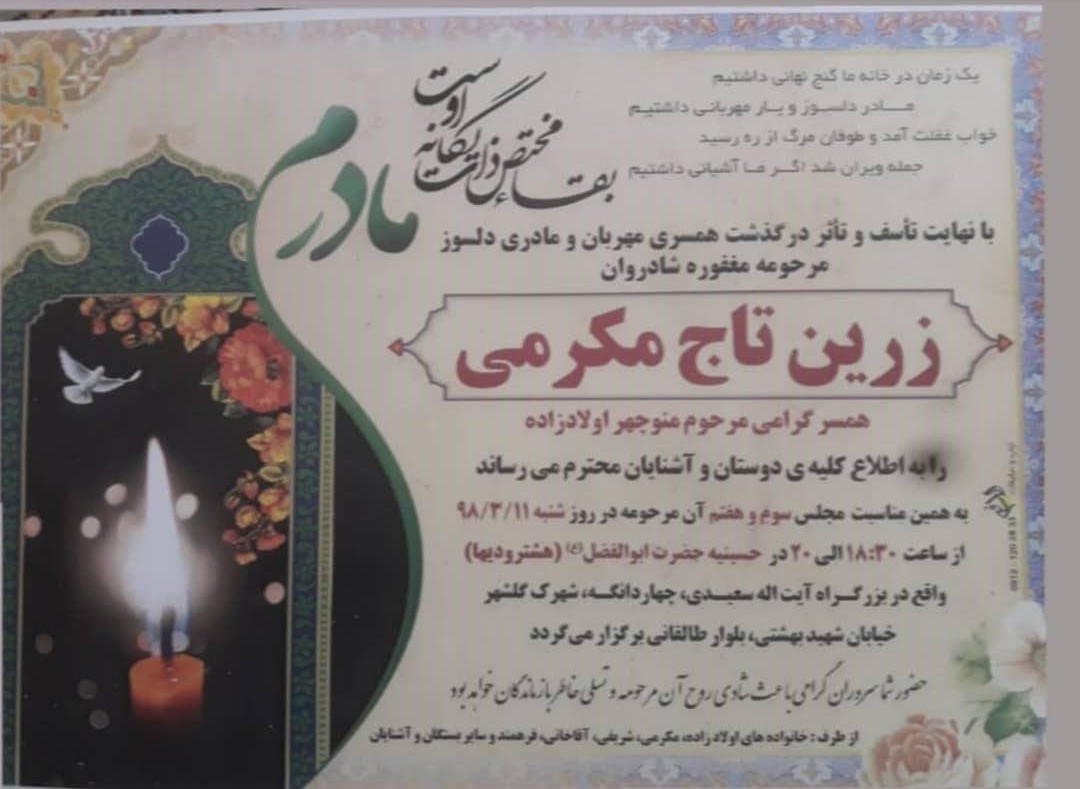 بقاء مختص ذات یگانه اوست
مادرم
یک زمان در خانه ما گنج نهانی داشتیم
مادر دلسوز و یار مهربانی داشتیم
خواب غفلت آمد و طوفان مرگ از ره رسید
جمله ویران شد اگر ما آشیانی داشتیم
با نهایت تأسف و تأثر درگذشت همسری مهربان و مادری دلسوز
مرحومه مغفوره شادروان
زرین تاج مکرمی
همسر گرامی مرحوم منوچهر اولادزاده
را به اطلاع کلیه ی دوستان و آشنایان محترم می رساند
به همین مناسبت مجلس سوم و هفتم آن مرحومه در روز شنبه ۹۸/۳/۱۱
از ساعت ۱۸:۳۰ الی ۲۰ در حسینیه حضرت ابوالفضل (ع) (هشترودیها)
واقع در بزرگراه آیت اله سعیدی، چهاردانگه، شهرک گلشهر
خیابان شهید بهشتی، بلوار طالقانی برگزار می گردد
حضور شما سروران گرامی باعث شادی روح آن مرحومه و تسلی خاطر بازماندگان خواهد بود
از طرف : خانواده های اولاد زاده، مکرمی، شریفی، آقاخانی، فرهمند و سایر بستگان و آشنایان